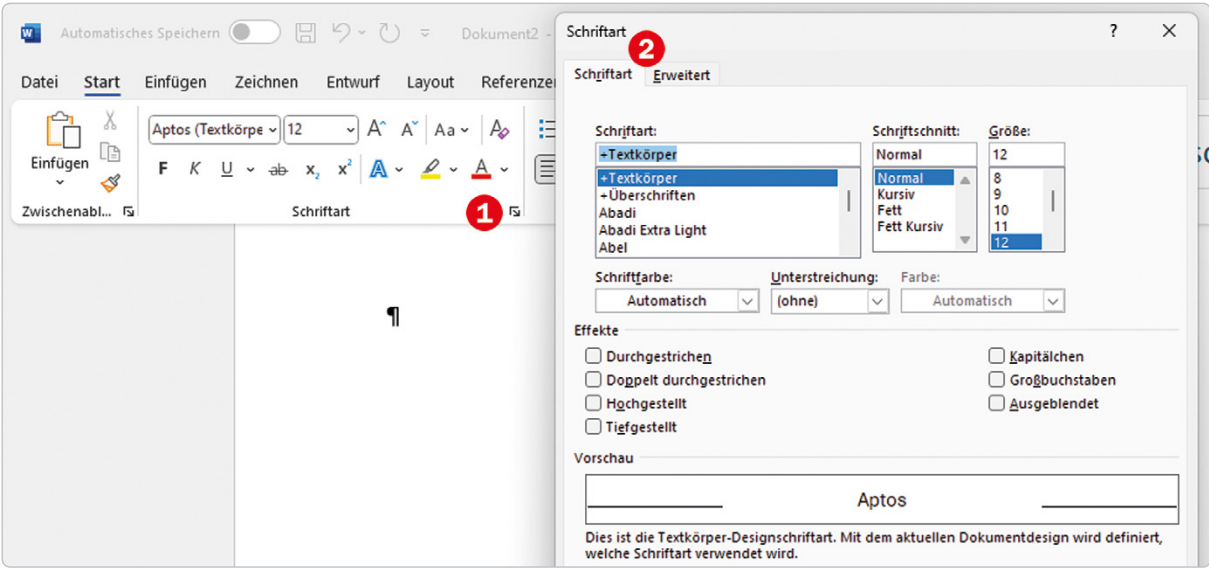 W Automatisches Speichern Dokument2 -
Datei Start Einfügen Zeichnen Entwurf Layout Referenzen
Aptos (Textkörpe 12 A A Aa A
Einfügen
F K U ab x₂ x² A A
Zwischenabl... Schriftart 1
¶
Schriftart ?
2
Schriftart Erweitert
Schriftart: Schriftschnitt: Größe:
+Textkörper Normal 12
+Textkörper Normal 8
+Überschriften Kursiv 9
Abadi Fett 10
Abadi Extra Light Fett Kursiv 11
Abel 12
Schriftfarbe: Unterstreichung: Farbe:
Automatisch (ohne) Automatisch
Effekte
Durchgestrichen Kapitälchen
Doppelt durchgestrichen Großbuchstaben
Hochgestellt Ausgeblendet
Tiefgestellt
Vorschau
Aptos
Dies ist die Textkörper-Designschriftart. Mit dem aktuellen Dokumentdesign wird definiert,
welche Schriftart verwendet wird.